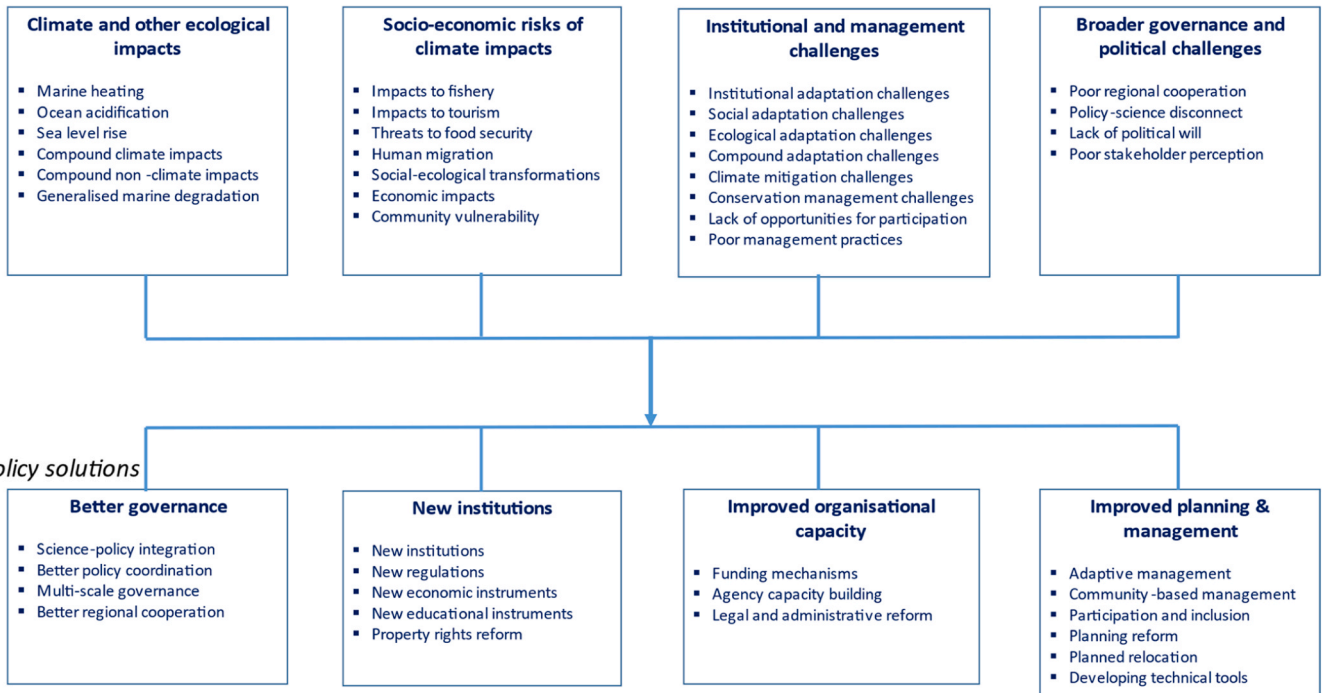 Climate and other ecological
impacts
▪ Marine heating
▪ Ocean acidification
▪ Sea level rise
▪ Compound climate impacts
▪ Compound non -climate impacts
▪ Generalised marine degradation
Socio-economic risks of
climate impacts
▪ Impacts to fishery
▪ Impacts to tourism
▪ Threats to food security
▪ Human migration
▪ Social-ecological transformations
▪ Economic impacts
▪ Community vulnerability
Institutional and management
challenges
▪ Institutional adaptation challenges
▪ Social adaptation challenges
▪ Ecological adaptation challenges
▪ Compound adaptation challenges
▪ Climate mitigation challenges
▪ Conservation management challenges
▪ Lack of opportunities for participation
▪ Poor management practices
Broader governance and
political challenges
▪ Poor regional cooperation
▪ Policy-science disconnect
▪ Lack of political will
▪ Poor stakeholder perception
olicy solutions
Better governance
▪ Science-policy integration
▪ Better policy coordination
▪ Multi-scale governance
▪ Better regional cooperation
New institutions
▪ New institutions
▪ New regulations
▪ New economic instruments
▪ New educational instruments
▪ Property rights reform
Improved organisational
capacity
▪ Funding mechanisms
▪ Agency capacity building
▪ Legal and administrative reform
Improved planning &
management
▪ Adaptive management
▪ Community -based management
▪ Participation and inclusion
▪ Planning reform
▪ Planned relocation
▪ Developing technical tools